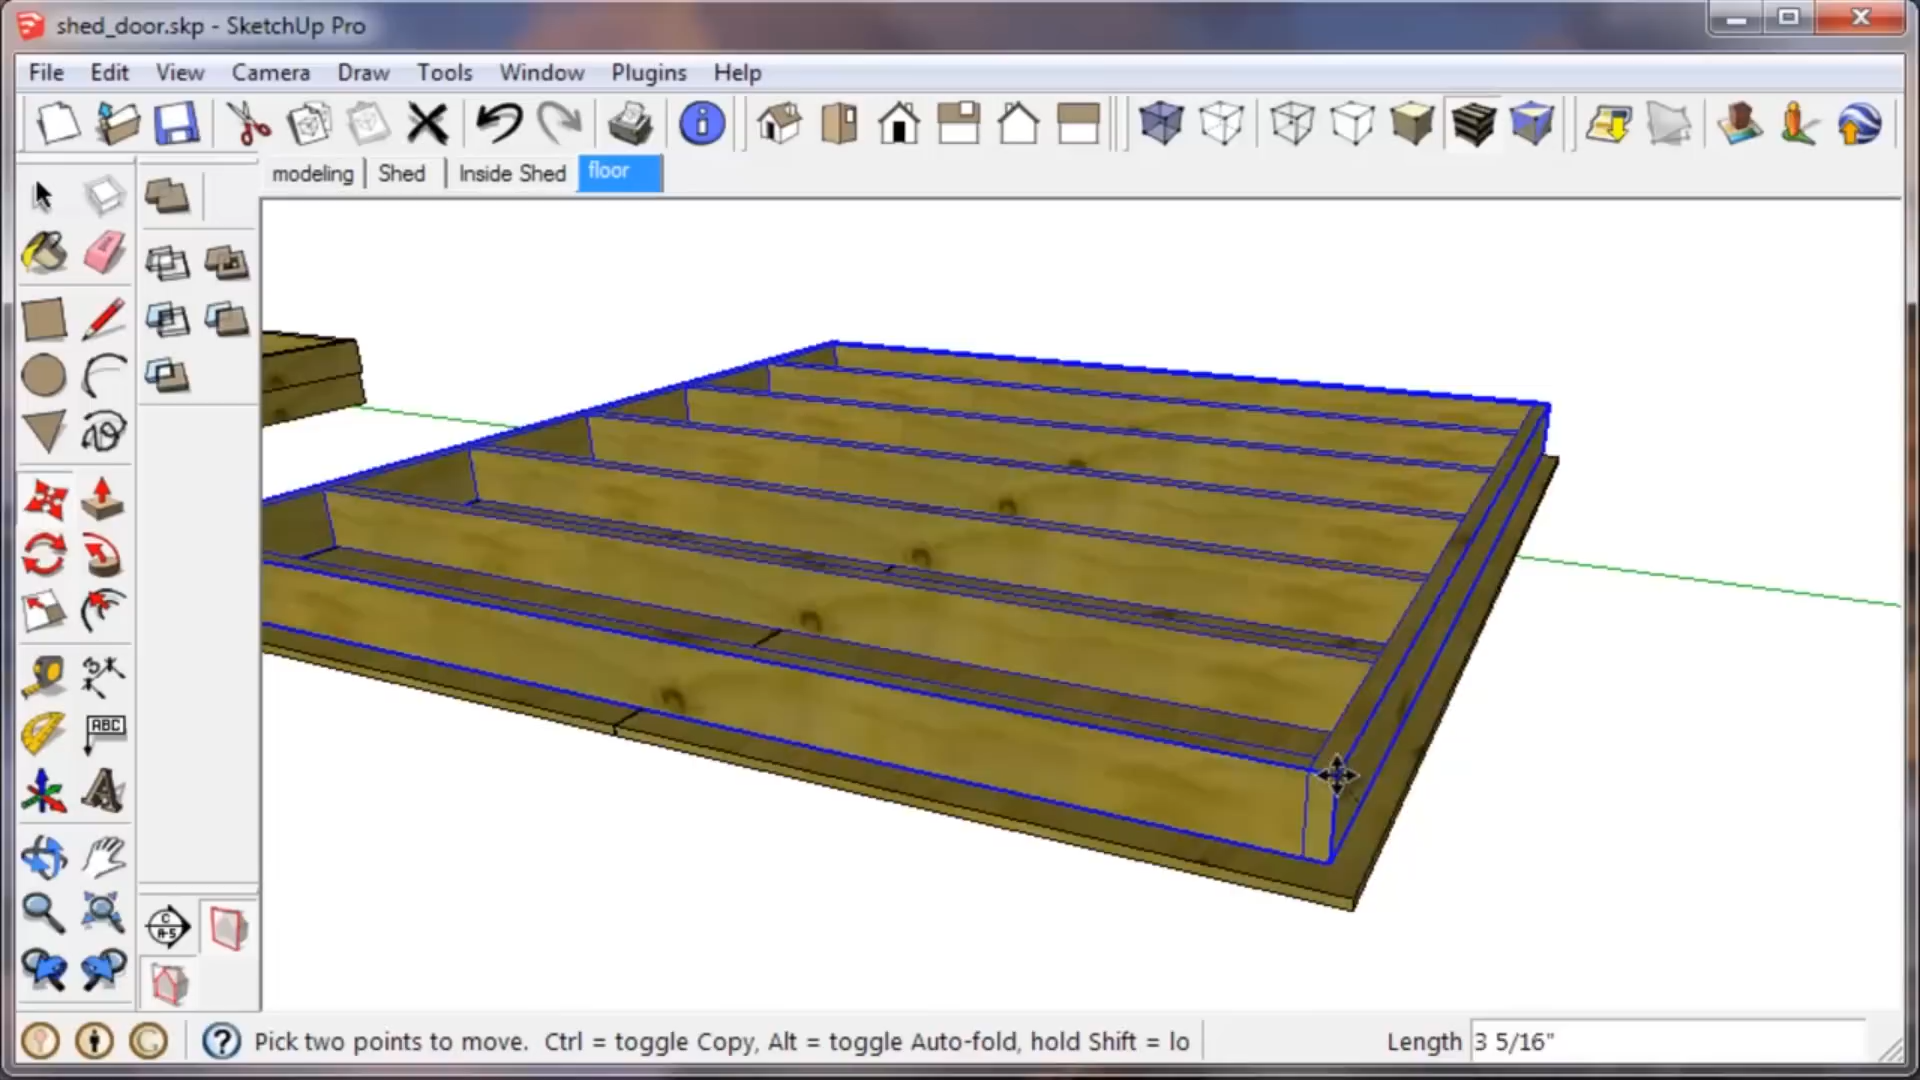 shed_door.skp - SketchUp Pro
File Edit View Camera Draw Tools Window Plugins Help
modeling Shed Inside Shed floor
ABC
C
A-5
Pick two points to move. Ctrl = toggle Copy, Alt = toggle Auto-fold, hold Shift = lo
Length 3 5/16"